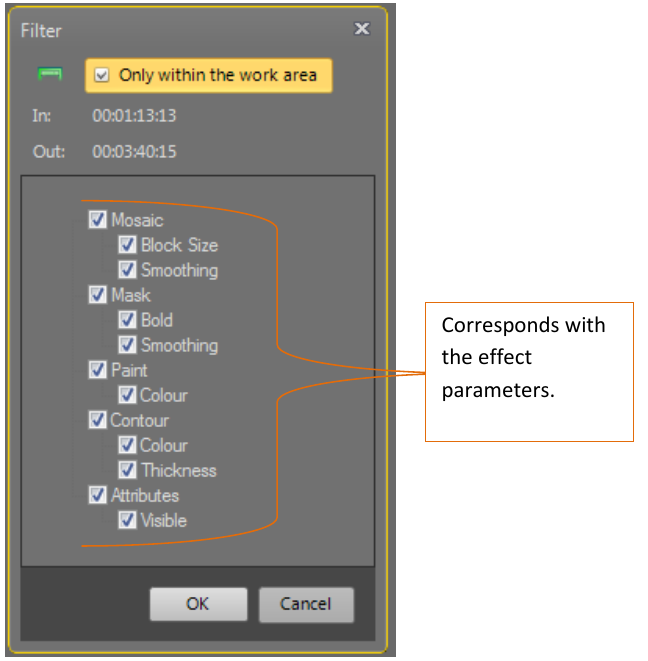 Filter
Only within the work area
In: 00:01:13:13
Out: 00:03:40:15
Mosaic
Block Size
Smoothing
Mask
Bold
Smoothing
Paint
Colour
Contour
Colour
Thickness
Attributes
Visible
OK Cancel
Corresponds with
the effect
parameters.